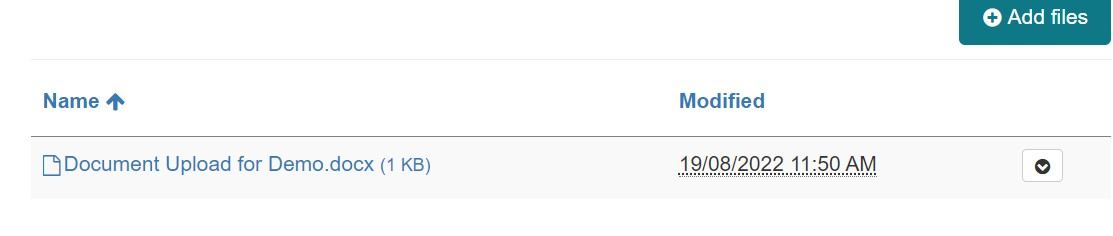 Add files
Name Modified
Document Upload for Demo.docx (1 KB) 19/08/2022 11:50 AM